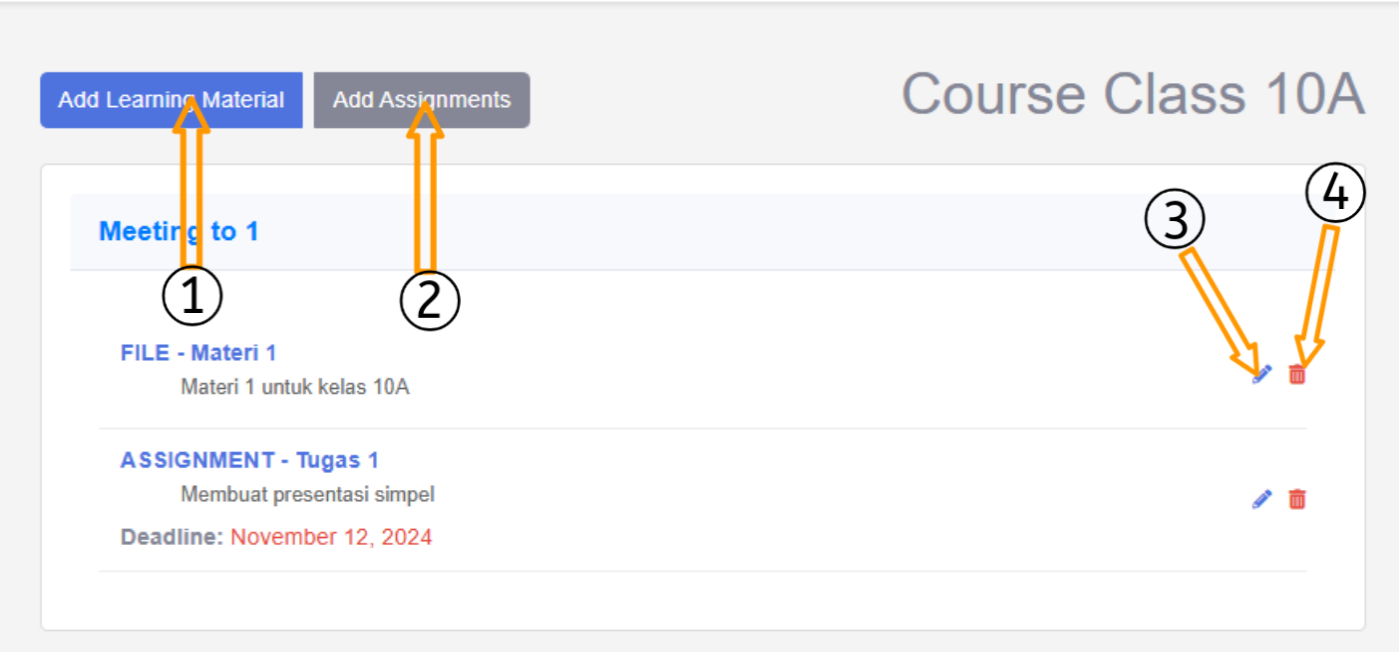 Add Learning Material Add Assignments
Course Class 10A
Meeting to 1
1
2
3
4
FILE - Materi 1
Materi 1 untuk kelas 10A
ASSIGNMENT - Tugas 1
Membuat presentasi simpel
Deadline: November 12, 2024